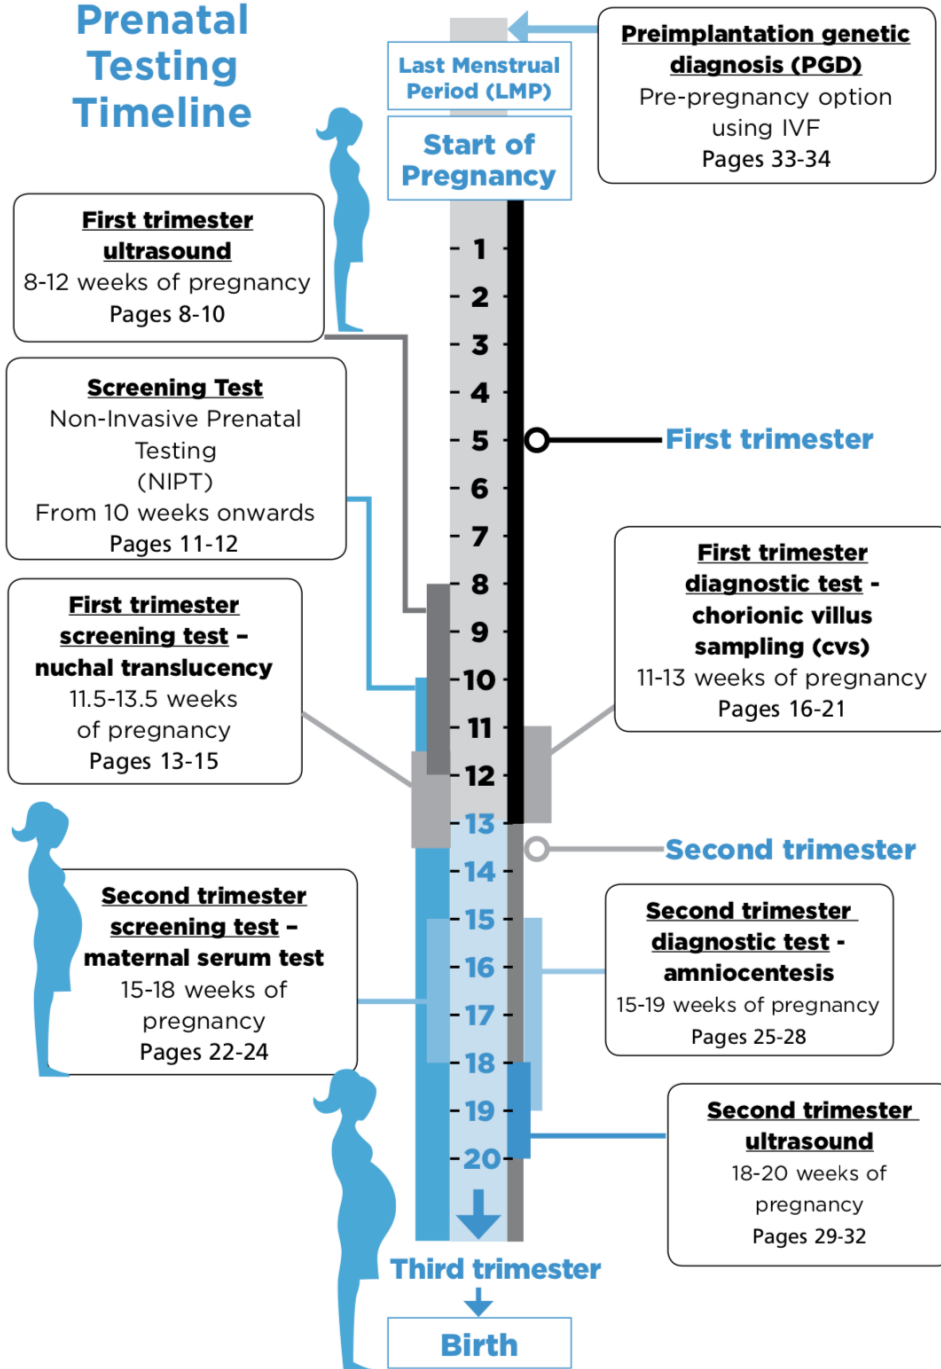 Prenatal
Testing
Timeline
Last Menstrual
Period (LMP)
Start of
Pregnancy
Preimplantation genetic
diagnosis (PGD)
Pre-pregnancy option
using IVF
Pages 33-34
First trimester
ultrasound
8-12 weeks of pregnancy
Pages 8-10
Screening Test
Non-Invasive Prenatal
Testing
(NIPT)
From 10 weeks onwards
Pages 11-12
First trimester
screening test –
nuchal translucency
11.5-13.5 weeks
of pregnancy
Pages 13-15
Second trimester
screening test –
maternal serum test
15-18 weeks of
pregnancy
Pages 22-24
1
2
3
4
5
6
7
8
9
10
11
12
13
14
15
16
17
18
19
20
First trimester
First trimester
diagnostic test -
chorionic villus
sampling (cvs)
11-13 weeks of pregnancy
Pages 16-21
Second trimester
Second trimester
diagnostic test -
amniocentesis
15-19 weeks of pregnancy
Pages 25-28
Second trimester
ultrasound
18-20 weeks of
pregnancy
Pages 29-32
Third trimester
Birth